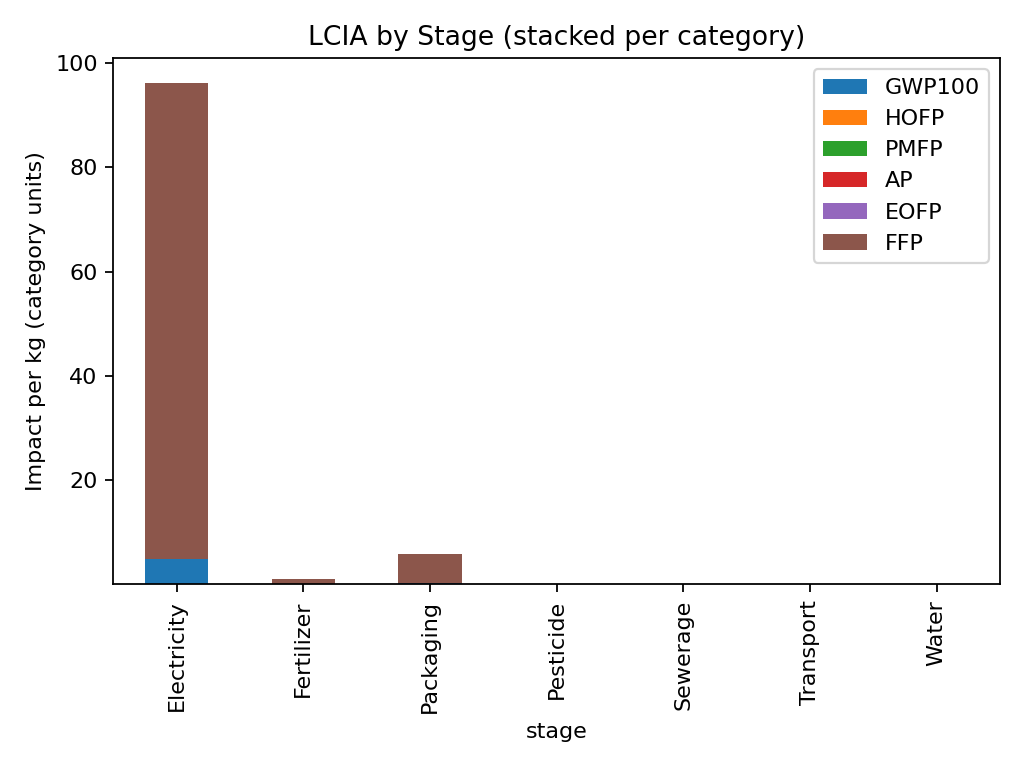 LCIA by Stage (stacked per category)
Impact per kg (category units)
100
80
60
40
20
GWP100
HOFP
PMFP
AP
EOFP
FFP
Electricity
Fertilizer
Packaging
Pesticide
Sewerage
Transport
Water
stage